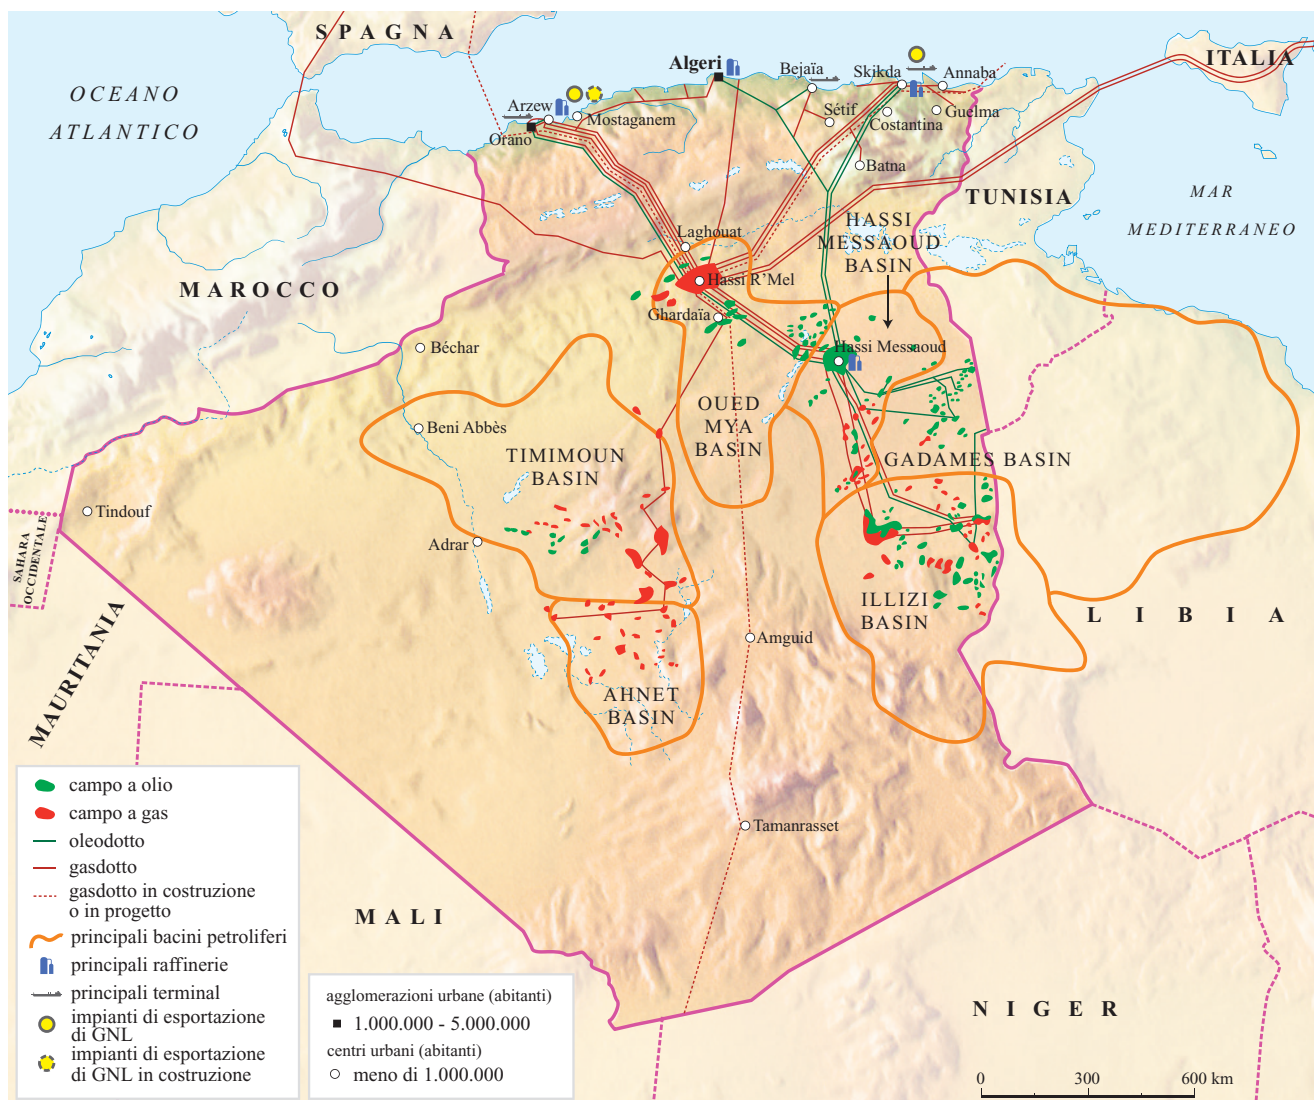 SPAGNA
ITALIA
OCEANO
ATLANTICO
Algeri
Bejaïa
Skikda
Annaba
Arzew
Mostaganem
Orano
Sétif
Costantina
Guelma
Batna
TUNISIA
MAR
MEDITERRANEO
HASSI
MESSAOUD
BASIN
Laghouat
Hassi R'Mel
MAROCCO
Ghardaïa
Béchar
Hassi Messaoud
OUED
MYA
BASIN
Beni Abbès
TIMIMOUN
BASIN
GADAMES BASIN
Tindouf
Adrar
SAHARA
OCCIDENTALE
ILLIZI
BASIN
LIBIA
Amguid
MAURITANIA
AHNET
BASIN
Tamanrasset
MALI
NIGER
campo a olio
campo a gas
oleodotto
gasdotto
gasdotto in costruzione
o in progetto
principali bacini petroliferi
principali raffinerie
principali terminal
impianti di esportazione
di GNL
impianti di esportazione
di GNL in costruzione
agglomerazioni urbane (abitanti)
1.000.000 - 5.000.000
centri urbani (abitanti)
meno di 1.000.000
0 300 600 km